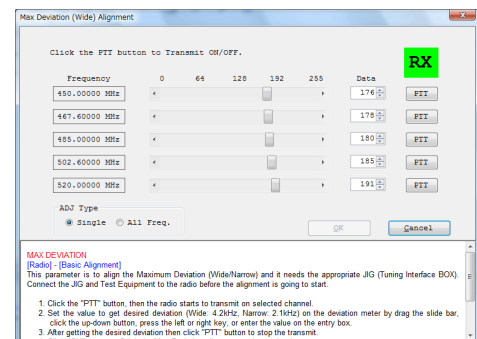 Max Deviation (Wide) Alignment
Click the PTT button to Transmit ON/OFF.
RX
Frequency 0 64 128 192 255 Data
450.00000 MHz 176 PTT
467.60000 MHz 178 PTT
485.00000 MHz 180 PTT
502.60000 MHz 185 PTT
520.00000 MHz 191 PTT
ADJ Type
Single All Freq.
OK Cancel
MAX DEVIATION
[Radio] - [Basic Alignment]
This parameter is to align the Maximum Deviation (Wide/Narrow) and it needs the appropriate JIG (Tuning Interface BOX).
Connect the JIG and Test Equipment to the radio before the alignment is going to start.
1. Click the "PTT" button, then the radio starts to transmit on selected channel.
2. Set the value to get desired deviation (Wide: 4.2kHz, Narrow: 2.1kHz) on the deviation meter by drag the slide bar,
click the up-down button, press the left or right key, or enter the value on the entry box.
3. After getting the desired deviation then click "PTT" button to stop the transmit.